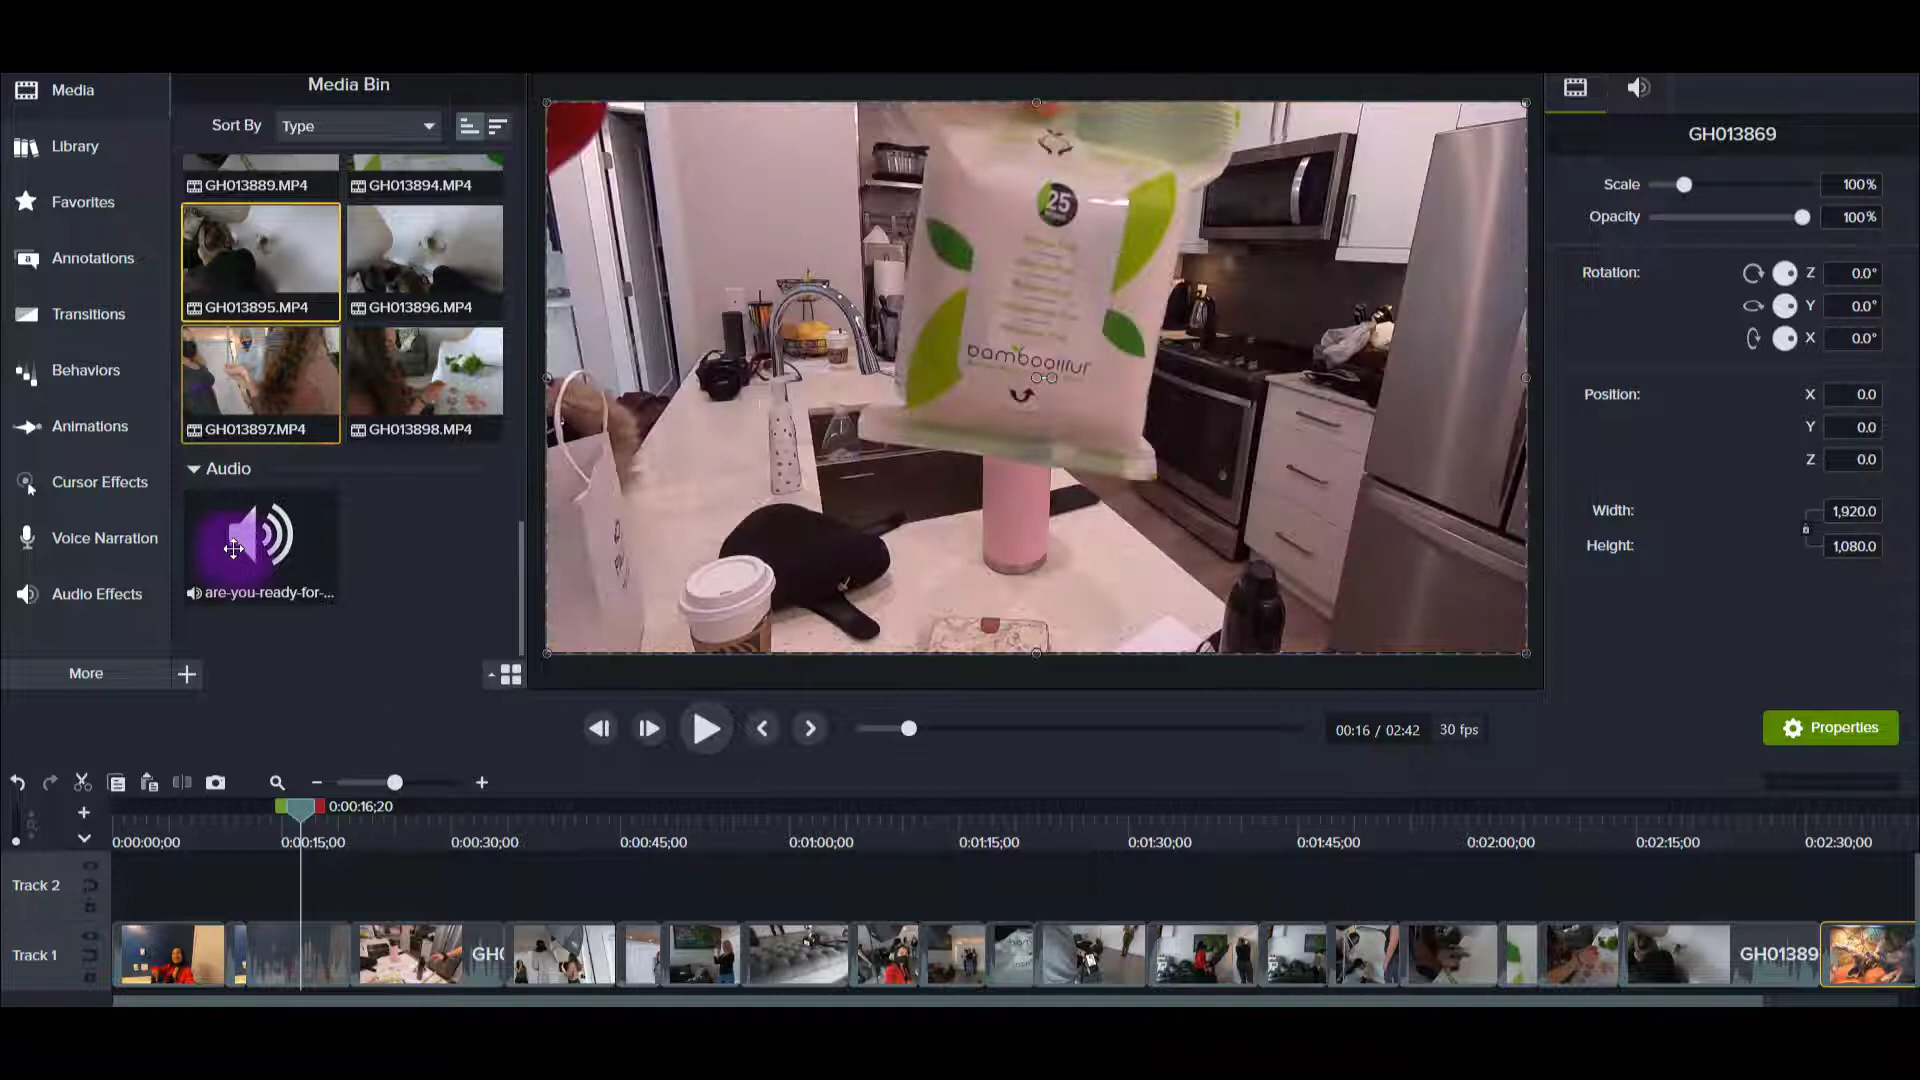 Media
Library
Favorites
Annotations
Transitions
Behaviors
Animations
Cursor Effects
Voice Narration
Audio Effects
More
Media Bin
Sort By
Type
GH013889.MP4
GH013894.MP4
GH013895.MP4
GH013896.MP4
GH013897.MP4
GH013898.MP4
Audio
are-you-ready-for-...
25
bambooIIful
GH013869
Scale
100%
Opacity
100%
Rotation:
Z
0.0°
Y
0.0°
X
0.0°
Position:
X
0.0
Y
0.0
Z
0.0
Width:
1,920.0
Height:
1,080.0
00:16 / 02:42
30 fps
Properties
0:00:16;20
0:00:00;00
0:00:15;00
0:00:30;00
0:00:45;00
0:01:00;00
0:01:15;00
0:01:30;00
0:01:45;00
0:02:00;00
0:02:15;00
0:02:30;00
Track 2
Track 1
GH01389